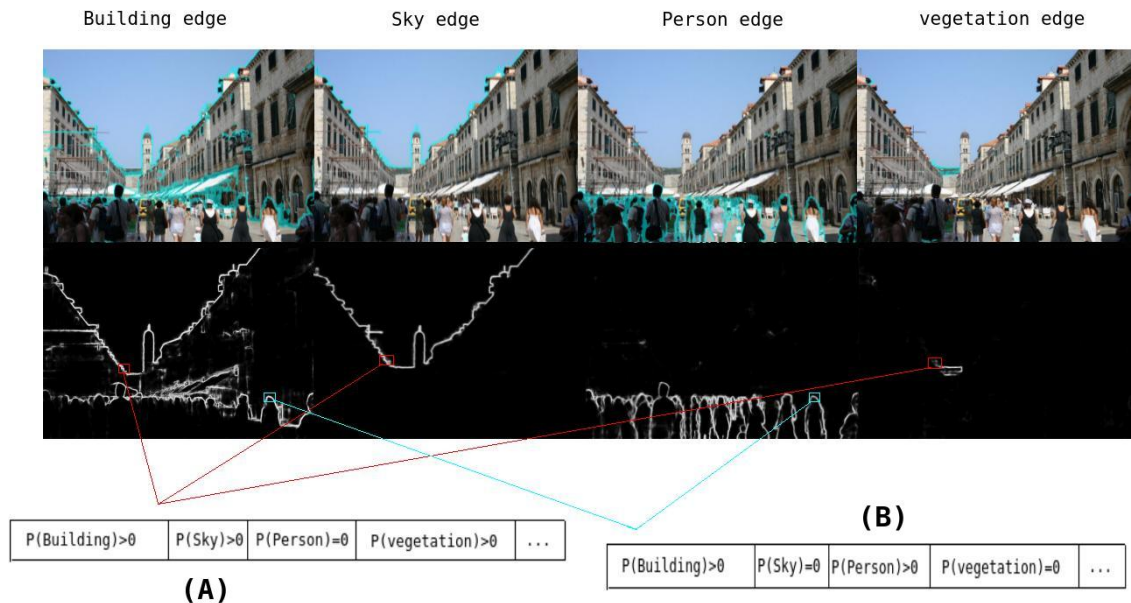 Building edge Sky edge Person edge vegetation edge
(B)
P(Building)>0 P(Sky)>0 P(Person)=0 P(vegetation)>0 ...
P(Building)>0 P(Sky)=0 P(Person)>0 P(vegetation)=0 ...
(A)